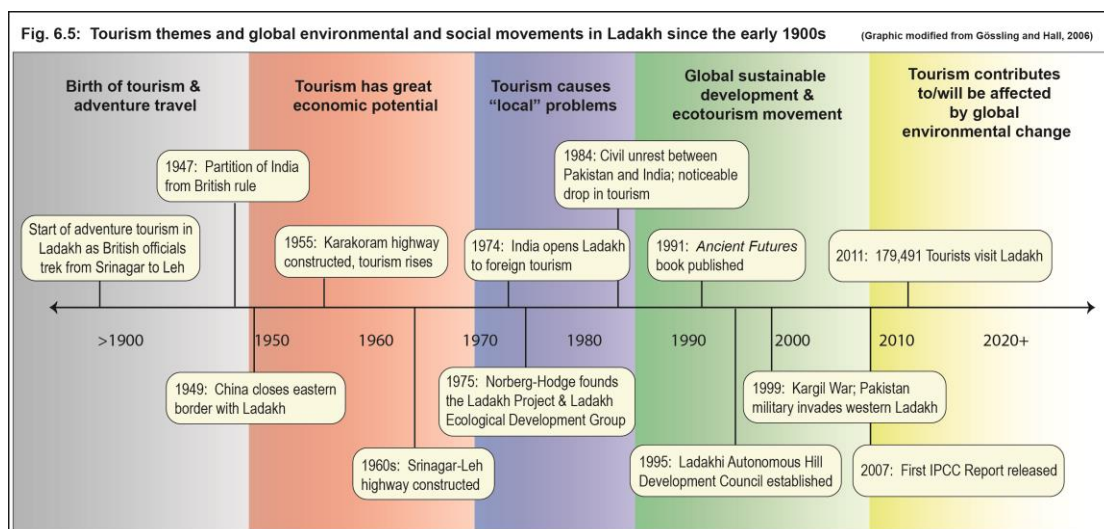 Fig. 6.5: Tourism themes and global environmental and social movements in Ladakh since the early 1900s
(Graphic modified from Gössling and Hall, 2006)
Birth of tourism &
adventure travel
Tourism has great
economic potential
Tourism causes
“local” problems
Global sustainable
development &
ecotourism movement
Tourism contributes
to/will be affected
by global
environmental change
1947: Partition of India
from British rule
1984: Civil unrest between
Pakistan and India; noticeable
drop in tourism
Start of adventure tourism in
Ladakh as British officials
trek from Srinagar to Leh
1955: Karakoram highway
constructed, tourism rises
1974: India opens Ladakh
to foreign tourism
1991: Ancient Futures
book published
2011: 179,491 Tourists visit Ladakh
>1900
1950
1960
1970
1980
1990
2000
2010
2020+
1949: China closes eastern
border with Ladakh
1975: Norberg-Hodge founds
the Ladakh Project & Ladakh
Ecological Development Group
1999: Kargil War; Pakistan
military invades western Ladakh
1960s: Srinagar-Leh
highway constructed
1995: Ladakhi Autonomous Hill
Development Council established
2007: First IPCC Report released